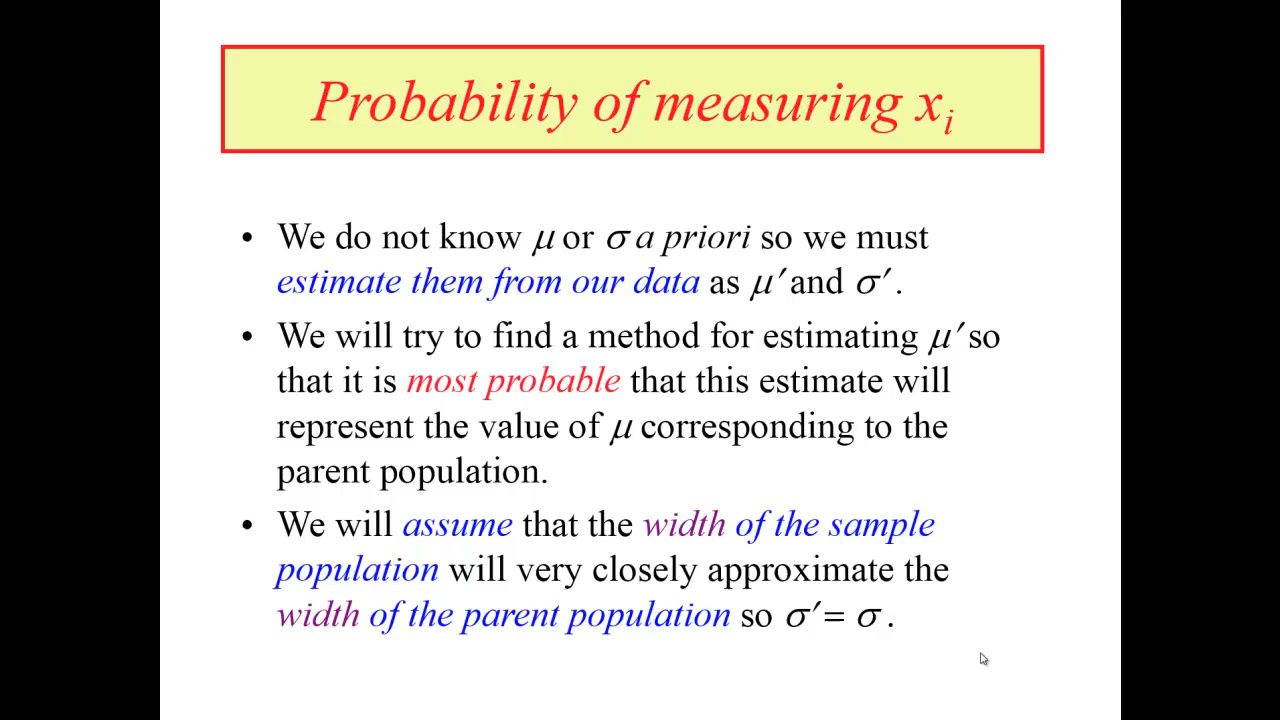 Probability of measuring xᵢ
• We do not know μ or σ a priori so we must
estimate them from our data as μ′ and σ′ .
• We will try to find a method for estimating μ′ so
that it is most probable that this estimate will
represent the value of μ corresponding to the
parent population.
• We will assume that the width of the sample
population will very closely approximate the
width of the parent population so σ′ = σ .